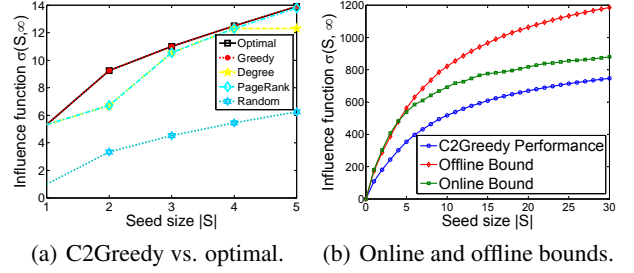 14
12
10
8
6
4
2
0
1
2
3
4
5
Influence function σ(S,∞)
Seed size |S|
Optimal
Greedy
Degree
PageRank
Random
(a) C2Greedy vs. optimal.
1200
1000
800
600
400
200
0
0
5
10
15
20
25
30
Influence function σ(S, ∞)
Seed size |S|
C2Greedy Performance
Offline Bound
Online Bound
(b) Online and offline bounds.